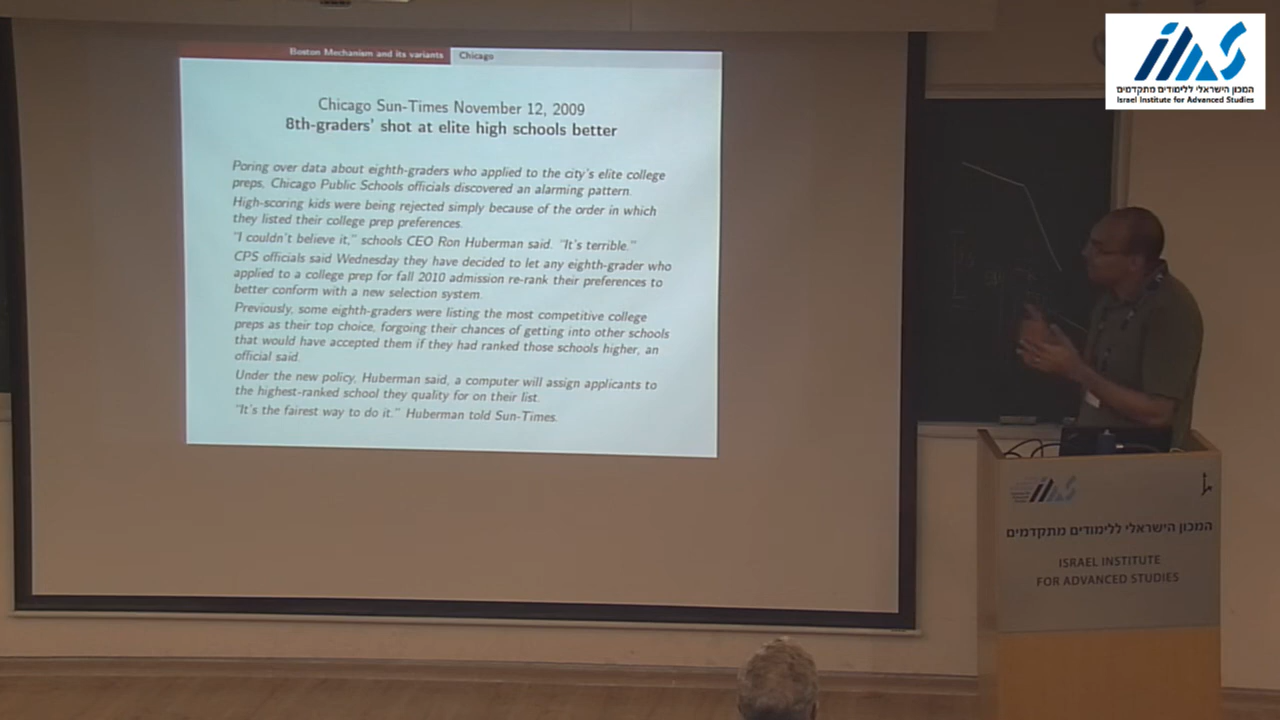 Boston Mechanism and its variants
Chicago
Chicago Sun-Times November 12, 2009
8th-graders' shot at elite high schools better
Poring over data about eighth-graders who applied to the city's elite college
preps, Chicago Public Schools officials discovered an alarming pattern.
High-scoring kids were being rejected simply because of the order in which
they listed their college prep preferences.
"I couldn't believe it," schools CEO Ron Huberman said. "It's terrible."
CPS officials said Wednesday they have decided to let any eighth-grader who
applied to a college prep for fall 2010 admission re-rank their preferences to
better conform with a new selection system.
Previously, some eighth-graders were listing the most competitive college
preps as their top choice, forgoing their chances of getting into other schools
that would have accepted them if they had ranked those schools higher, an
official said.
Under the new policy, Huberman said, a computer will assign applicants to
the highest-ranked school they quality for on their list.
"It's the fairest way to do it." Huberman told Sun-Times.
המכון הישראלי ללימודים מתקדמים
Israel Institute for Advanced Studies
המכון הישראלי ללימודים מתקדמים
ISRAEL INSTITUTE
FOR ADVANCED STUDIES